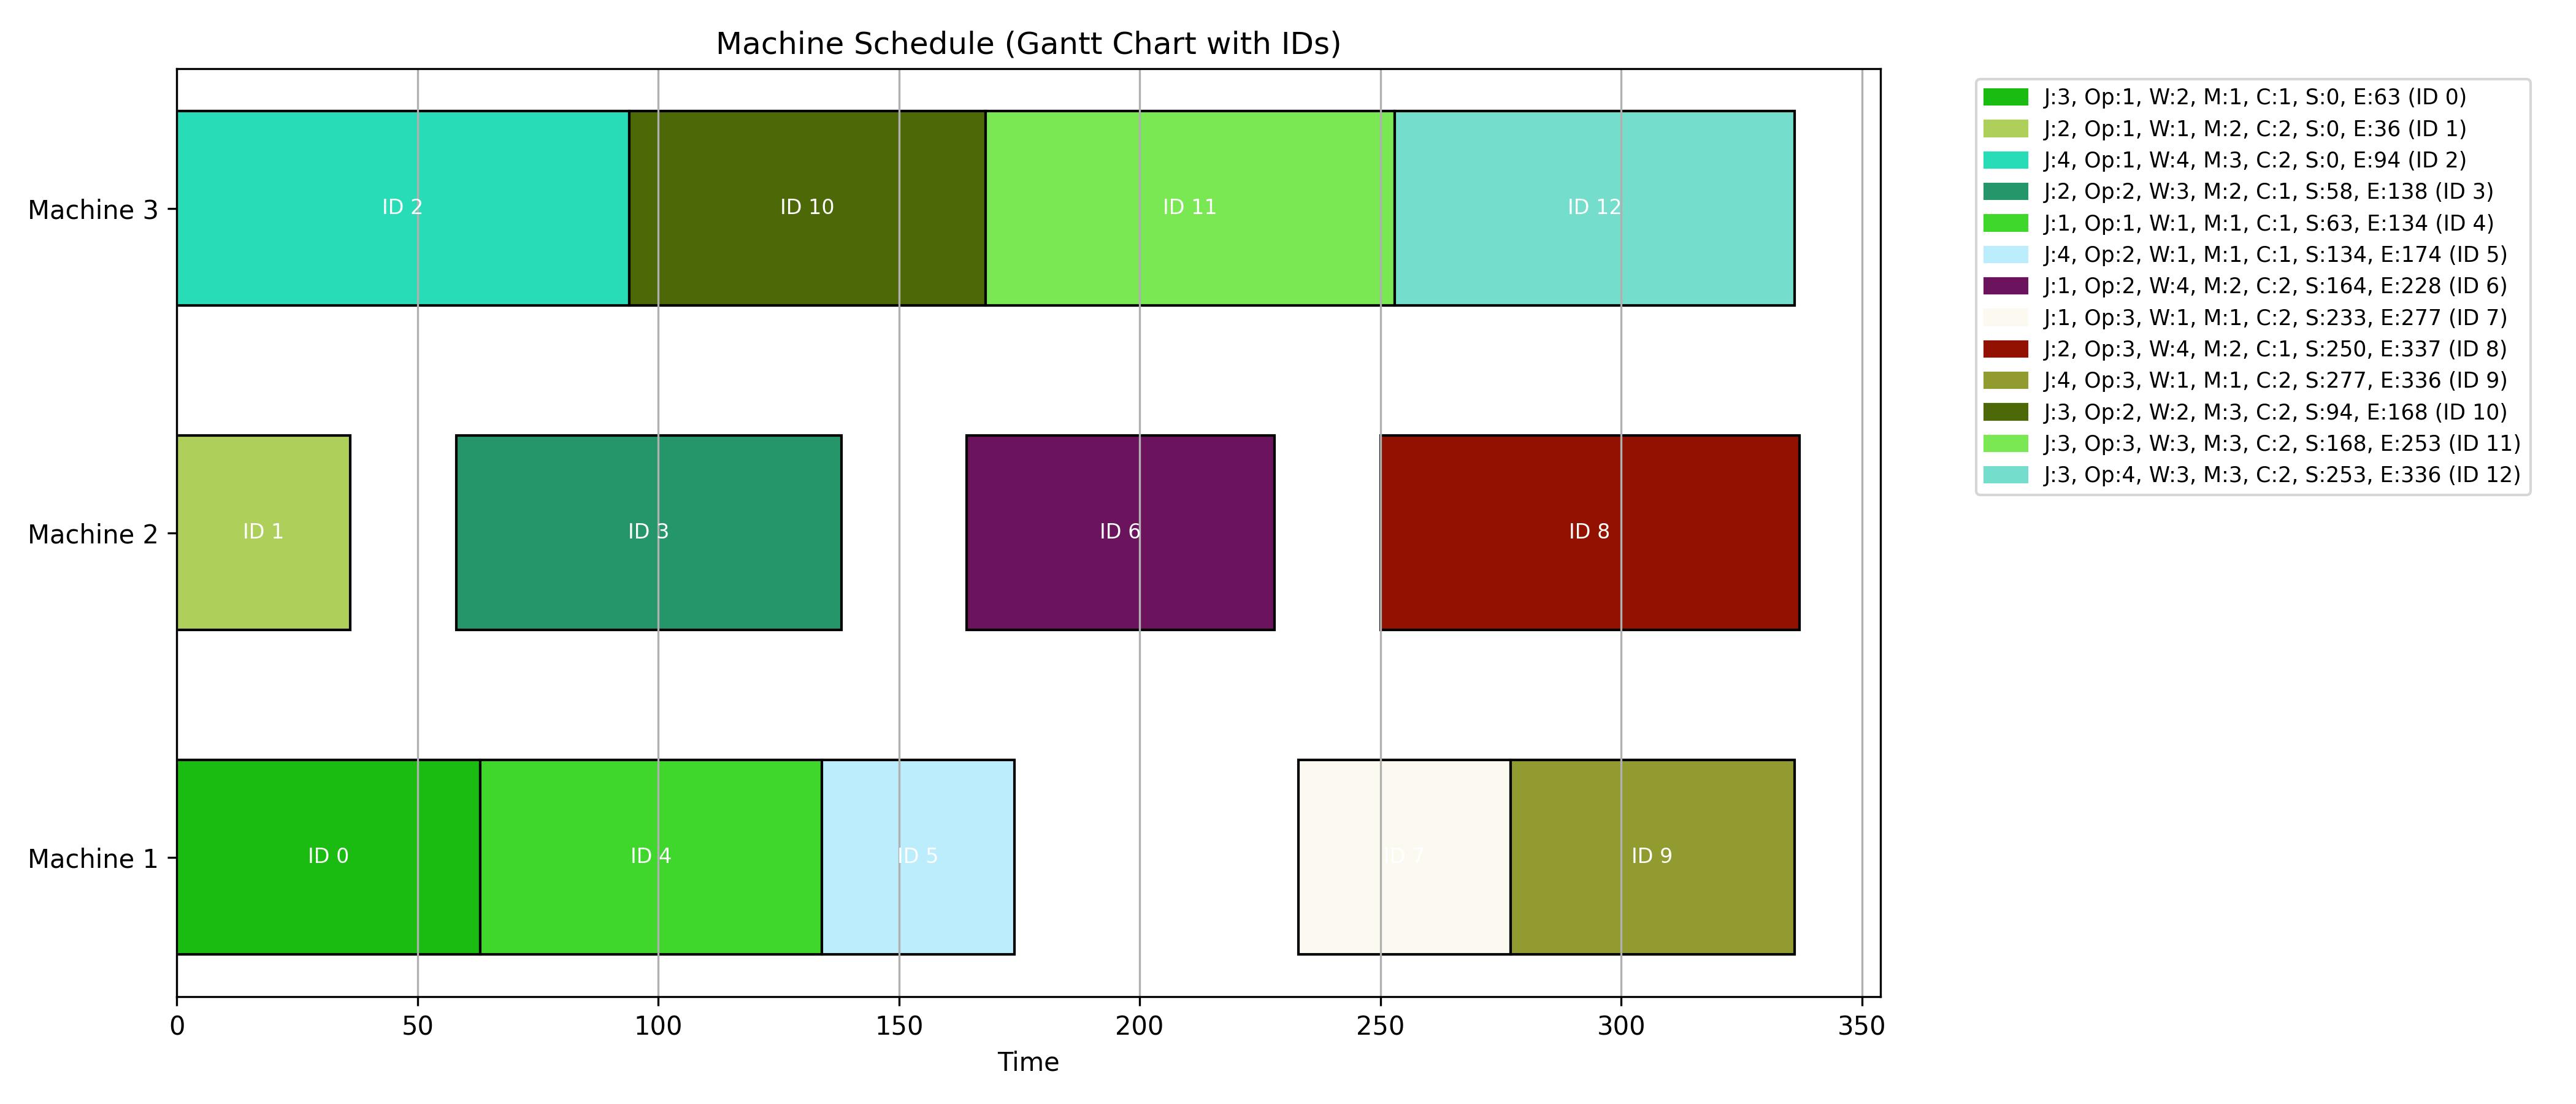 Machine Schedule (Gantt Chart with IDs)
Machine 3
ID 2
ID 10
ID 11
ID 12
Machine 2
ID 1
ID 3
ID 6
ID 8
Machine 1
ID 0
ID 4
ID 5
ID 7
ID 9
0
50
100
150
200
250
300
350
Time
J:3, Op:1, W:2, M:1, C:1, S:0, E:63 (ID 0)
J:2, Op:1, W:1, M:2, C:2, S:0, E:36 (ID 1)
J:4, Op:1, W:4, M:3, C:2, S:0, E:94 (ID 2)
J:2, Op:2, W:3, M:2, C:1, S:58, E:138 (ID 3)
J:1, Op:1, W:1, M:1, C:1, S:63, E:134 (ID 4)
J:4, Op:2, W:1, M:1, C:1, S:134, E:174 (ID 5)
J:1, Op:2, W:4, M:2, C:2, S:164, E:228 (ID 6)
J:1, Op:3, W:1, M:1, C:2, S:233, E:277 (ID 7)
J:2, Op:3, W:4, M:2, C:1, S:250, E:337 (ID 8)
J:4, Op:3, W:1, M:1, C:2, S:277, E:336 (ID 9)
J:3, Op:2, W:2, M:3, C:2, S:94, E:168 (ID 10)
J:3, Op:3, W:3, M:3, C:2, S:168, E:253 (ID 11)
J:3, Op:4, W:3, M:3, C:2, S:253, E:336 (ID 12)